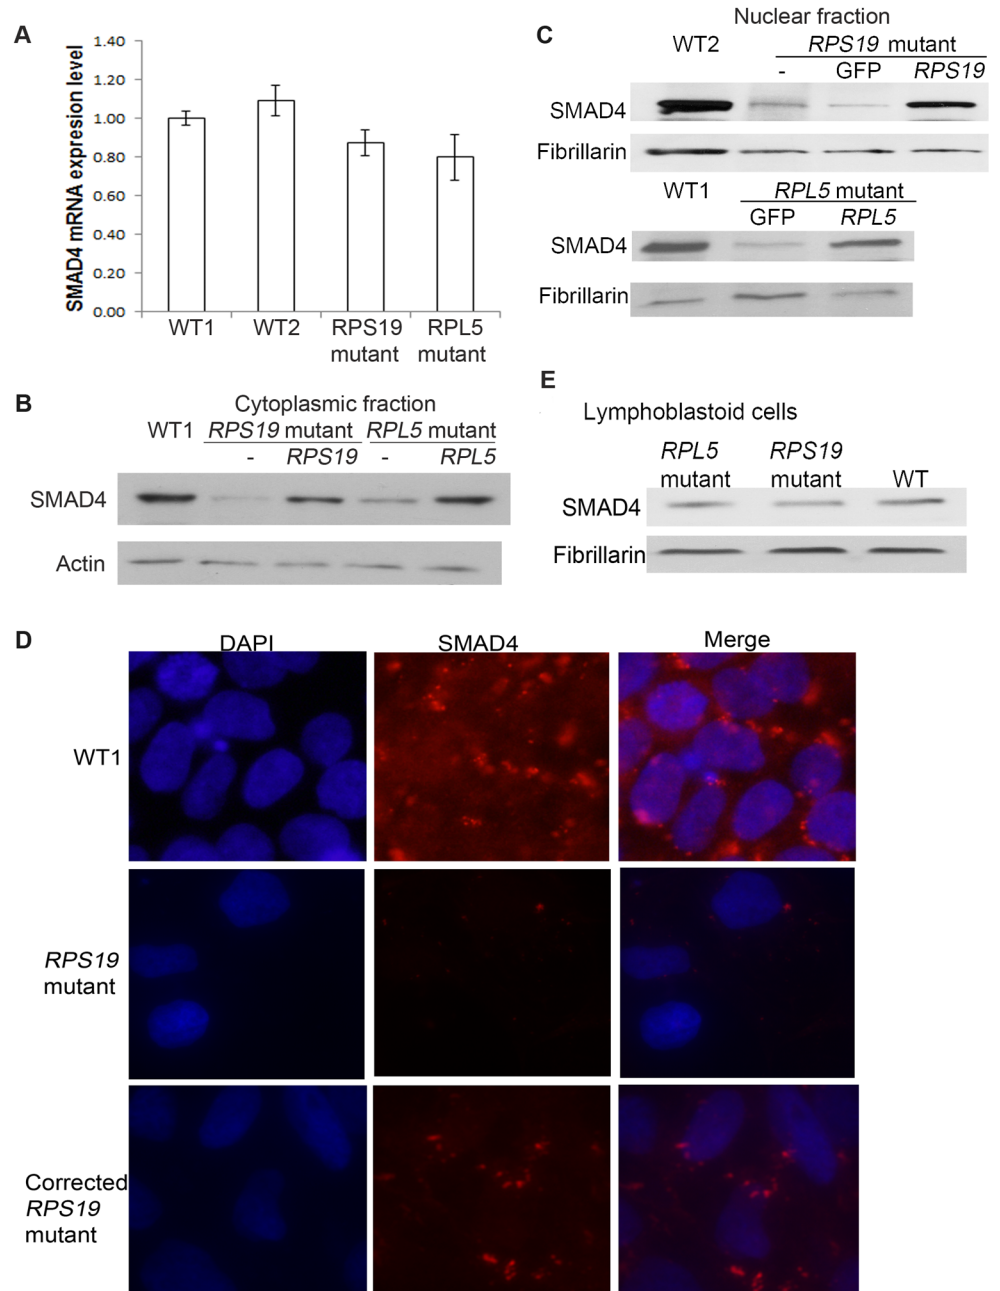 A
SMAD4 mRNA expresion level
1.40
1.20
1.00
0.80
0.60
0.40
0.20
0.00
WT1
WT2
RPS19 mutant
RPL5 mutant
B
Cytoplasmic fraction
WT1
RPS19 mutant
RPL5 mutant
-
RPS19
-
RPL5
SMAD4
Actin
C
Nuclear fraction
WT2
RPS19 mutant
-
GFP
RPS19
SMAD4
Fibrillarin
WT1
RPL5 mutant
GFP
RPL5
SMAD4
Fibrillarin
E
Lymphoblastoid cells
RPL5 mutant
RPS19 mutant
WT
SMAD4
Fibrillarin
D
DAPI
SMAD4
Merge
WT1
RPS19
mutant
Corrected
RPS19
mutant